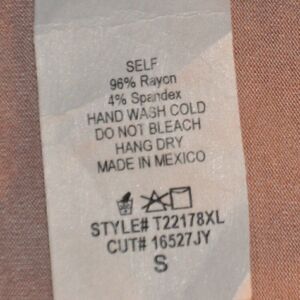 SELF
96% Rayon
4% Spandex
HAND WASH COLD
DO NOT BLEACH
HANG DRY
MADE IN MEXICO
STYLE# T22178XL
CUT# 16527JY
S